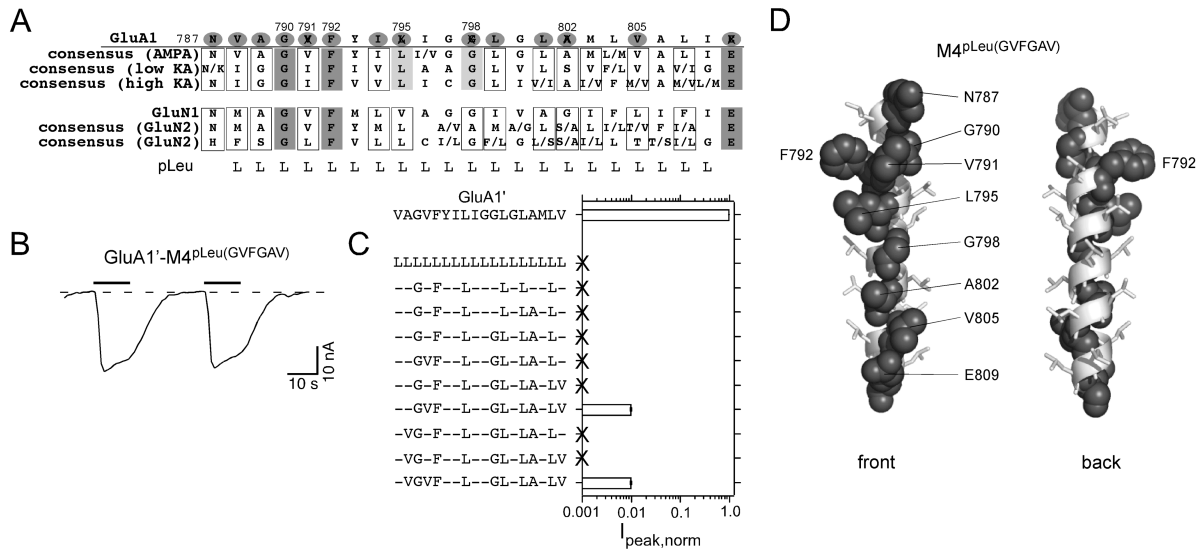 A
790 791 792 795 798 802 805
787 N V A G V F Y I L I G G L G L A M L V A L I E
GluA1
consensus (AMPA) N V A G V F Y I L I/V G G L G L A M L/M V A L I E
consensus (low KA) N/K I G G I F I V L A A G L V L S V F/L V A V/I G E
consensus (high KA) N I G G I F V V L I C G L I V/I A I/V F M/V A M/V L/M E
GluN1 N M A G V F Y M L V A G G I V A G I F L I F I E
consensus (GluN2) N M A G V F Y M L A/V A M A/G L S/A L I/L T/V F I/A E
consensus (GluN2) H F S G L F V L L C I/L G F/L G L/S S/A I/L L T T/S I/L G E
pLeu L L L L L L L L L L L L L L L L L L L L L L
B
GluA1'-M4pLeu(GVFGAV)
10 s
10 nA
C
GluA1'
VAGVFYILIGGLGLAMLV
LLLLLLLLLLLLLLLLLL
--G-F--L---L-L--L-
--G-F--L---L-LA-L-
--G-F--L--GL-LA-L-
--GVF--L--GL-LA-L-
--G-F--L--GL-LA-LV
--GVF--L--GL-LA-LV
-VG-F--L--GL-LA-L-
-VG-F--L--GL-LA-LV
-VGVF--L--GL-LA-LV
0.001 0.01 0.1 1.0
Ipeak,norm
D
M4pLeu(GVFGAV)
N787
G790
F792
V791
F792
L795
G798
A802
V805
E809
front
back